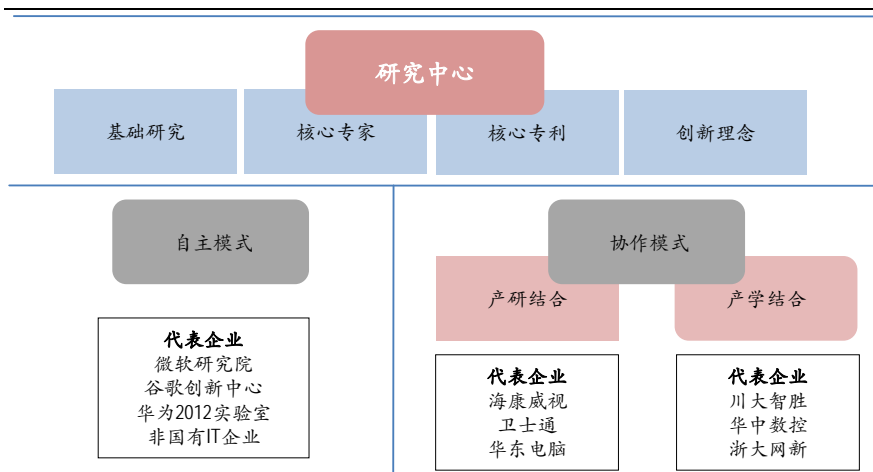 研究中心
基础研究
核心专家
核心专利
创新理念
自主模式
代表企业
微软研究院
谷歌创新中心
华为2012实验室
非国有IT企业
协作模式
产研结合
产学结合
代表企业
海康威视
卫士通
华东电脑
代表企业
川大智胜
华中数控
浙大网新